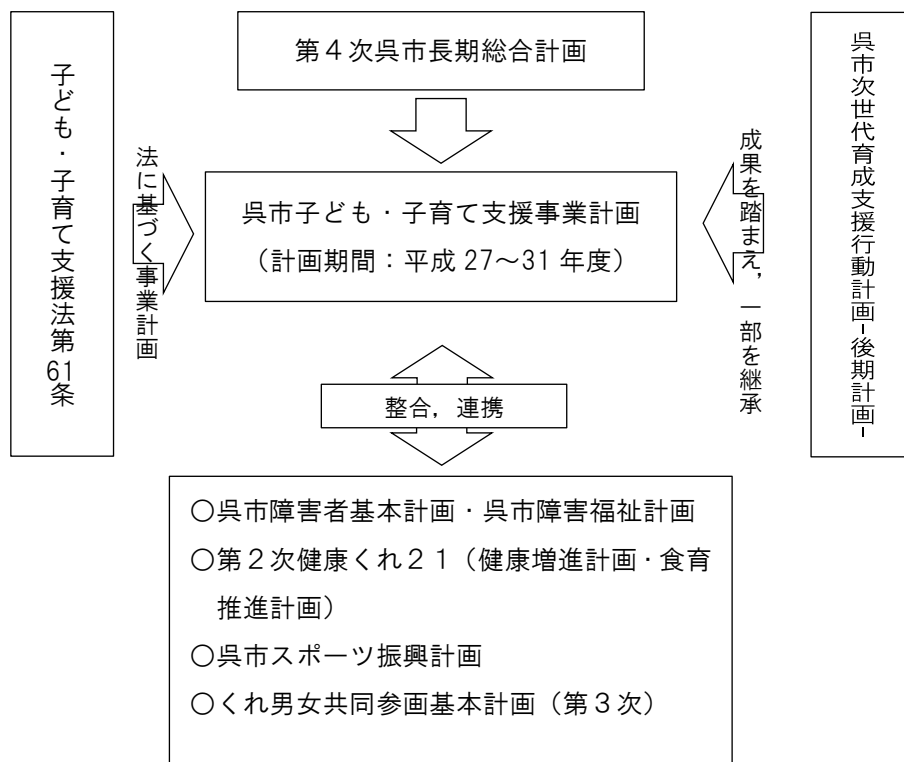 第４次呉市長期総合計画
子ども・子育て支援法第61条
法に基づく事業計画
呉市子ども・子育て支援事業計画
（計画期間：平成 27～31 年度）
成果を踏まえ，一部を継承
呉市次世代育成支援行動計画-後期計画-
整合，連携
○呉市障害者基本計画・呉市障害福祉計画
○第２次健康くれ２１（健康増進計画・食育
推進計画）
○呉市スポーツ振興計画
○くれ男女共同参画基本計画（第３次）